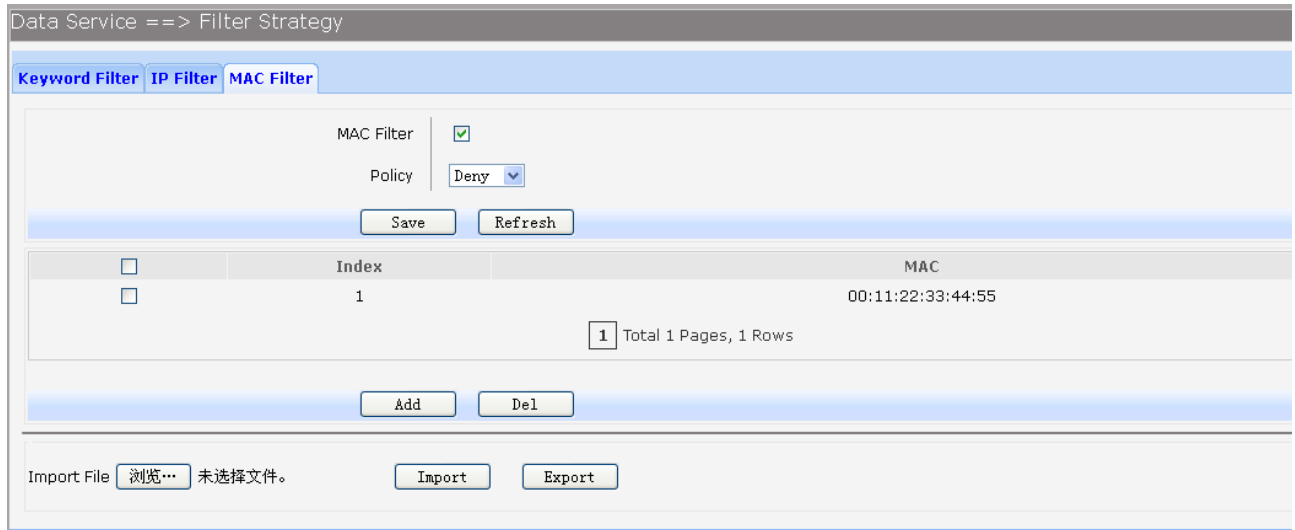 Data Service ==> Filter Strategy
Keyword Filter IP Filter MAC Filter
MAC Filter
Policy Deny
Save Refresh
Index MAC
1 00:11:22:33:44:55
1 Total 1 Pages, 1 Rows
Add Del
Import File 浏览… 未选择文件。 Import Export